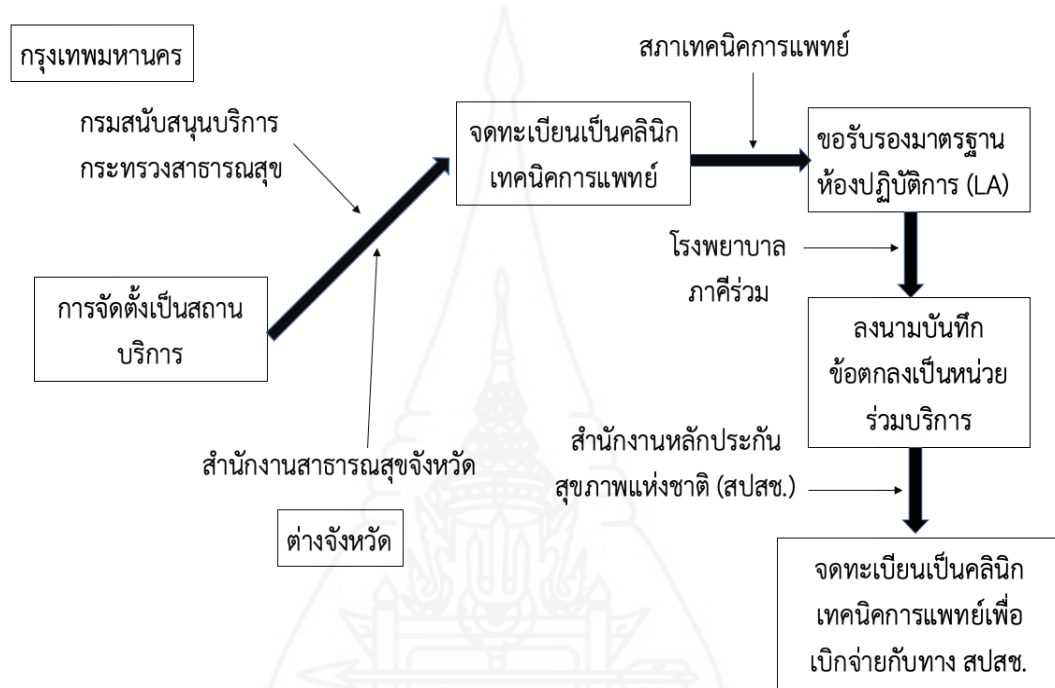 กรุงเทพมหานคร
กรมสนับสนุนบริการ
กระทรวงสาธารณสุข
สภาเทคนิคการแพทย์
จดทะเบียนเป็นคลินิก
เทคนิคการแพทย์
ขอรับรองมาตรฐาน
ห้องปฏิบัติการ (LA)
การจัดตั้งเป็นสถาน
บริการ
โรงพยาบาล
ภาคีร่วม
ลงนามบันทึก
ข้อตกลงเป็นหน่วย
ร่วมบริการ
สำนักงานสาธารณสุขจังหวัด
ต่างจังหวัด
สำนักงานหลักประกัน
สุขภาพแห่งชาติ (สปสช.)
จดทะเบียนเป็นคลินิก
เทคนิคการแพทย์เพื่อ
เบิกจ่ายกับทาง สปสช.